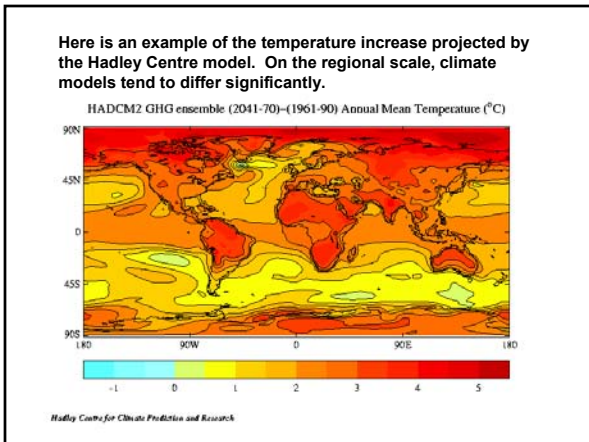 Here is an example of the temperature increase projected by
the Hadley Centre model.  On the regional scale, climate
models tend to differ significantly.
HADCM2 GHG ensemble (2041-70)-(1961-90) Annual Mean Temperature (°C)
90N
45N
0
45S
90S
180 90W 0 90E 180
-1 0 1 2 3 4 5
Hadley Centre for Climate Prediction and Research